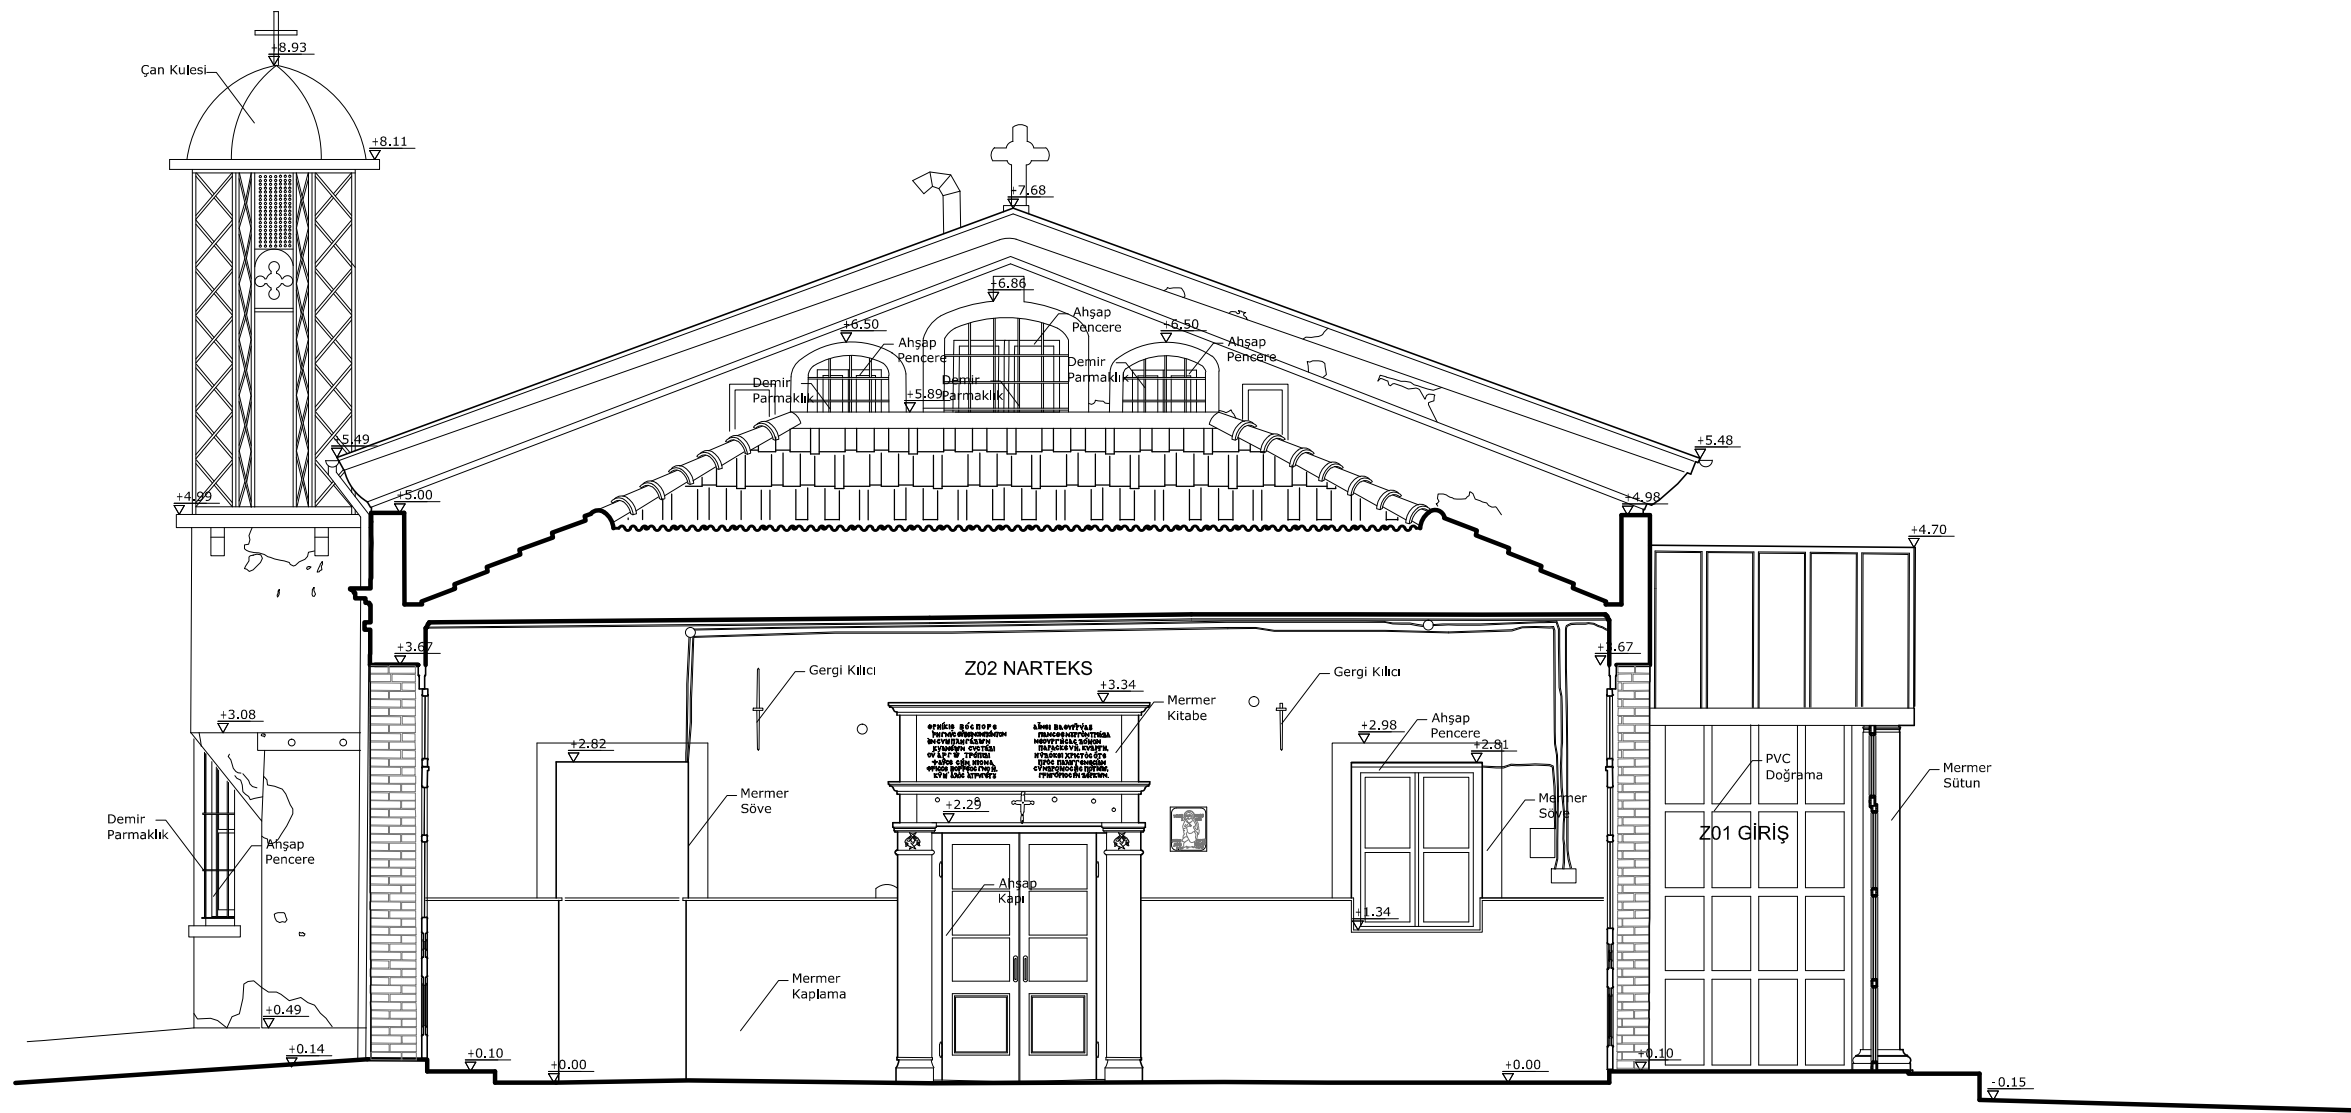 +8.93
Çan Kulesi
+8.11
+7.68
+6.86
Ahşap
Pencere
+6.50
+6.50
Ahşap
Pencere
Ahşap
Pencere
Demir
Parmaklık
Demir
Parmaklık
Demir
Parmaklık
+5.89
+5.49
+5.48
+4.99
+5.00
+4.98
+4.70
+3.67
+3.67
Z02 NARTEKS
Gergi Kılıcı
Gergi Kılıcı
+3.34
Mermer
Kitabe
+3.08
+2.82
+2.98
Ahşap
Pencere
+2.81
PVC
Doğrama
Mermer
Sütun
Mermer
Söve
+2.29
Mermer
Söve
Demir
Parmaklık
Ahşap
Pencere
Z01 GİRİŞ
Ahşap
Kapı
+1.34
Mermer
Kaplama
+0.49
+0.14
+0.10
+0.00
+0.00
+0.10
-0.15